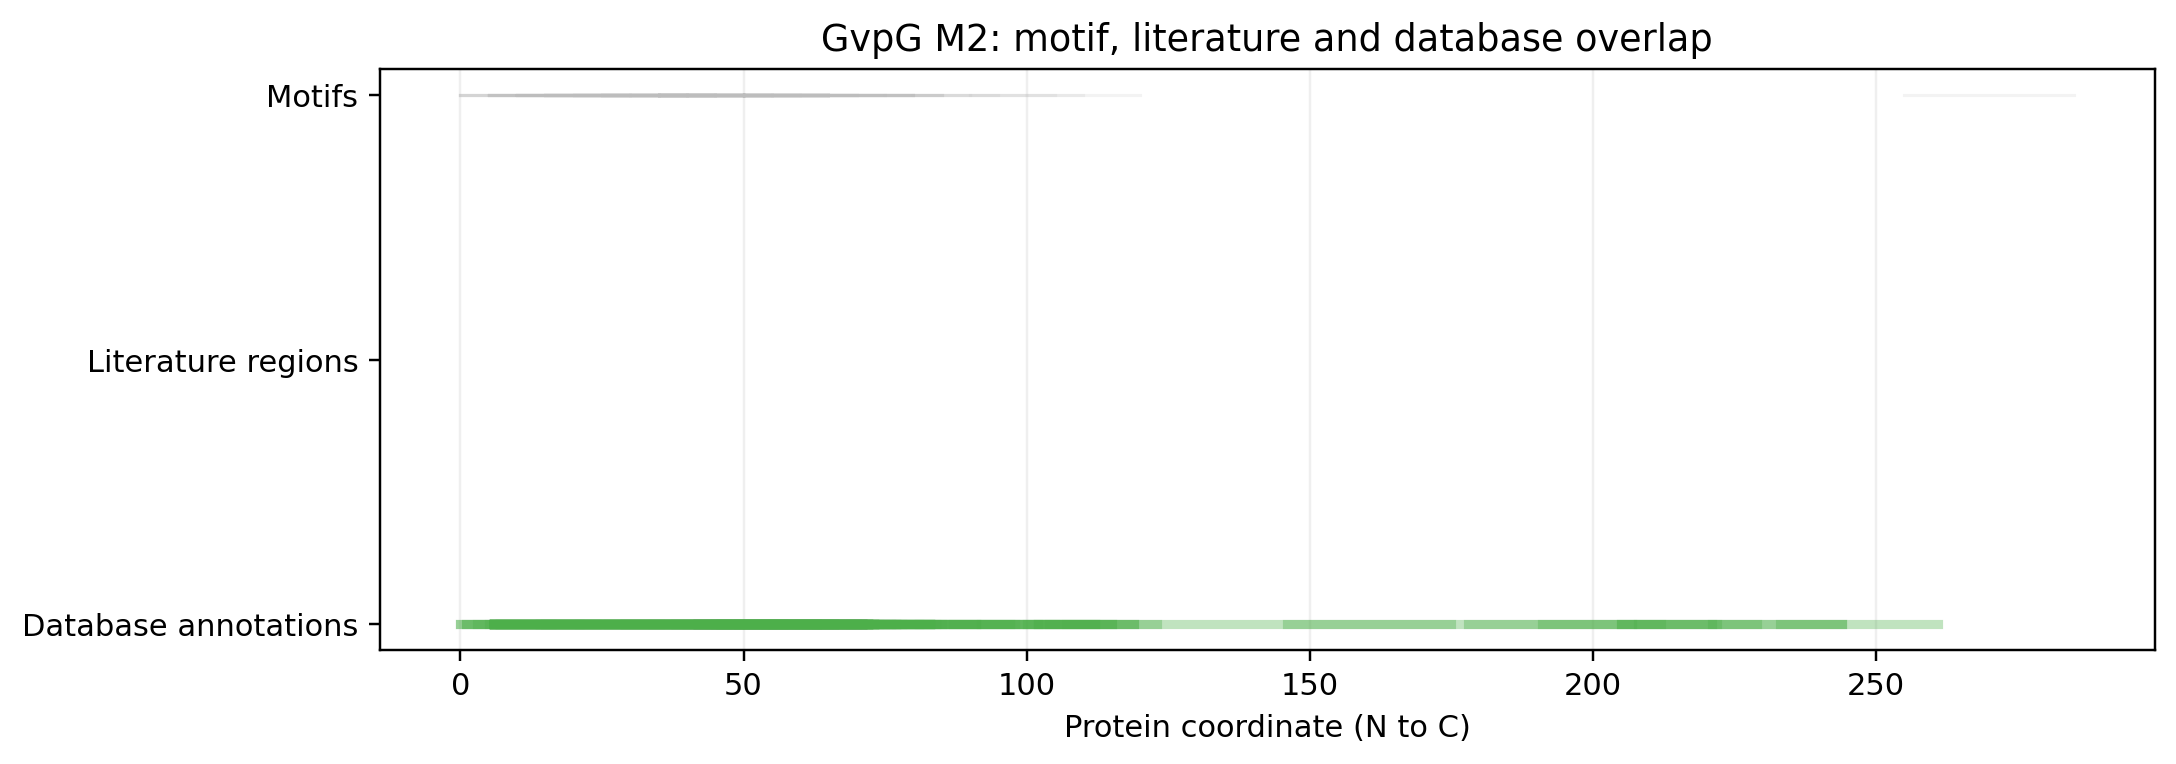 GvpG M2: motif, literature and database overlap
Motifs
Literature regions
Database annotations
0 50 100 150 200 250
Protein coordinate (N to C)